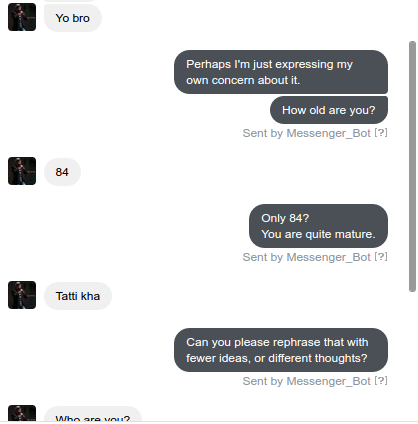 Yo bro
Perhaps I'm just expressing my
own concern about it.
How old are you?
Sent by Messenger_Bot [?]
84
Only 84?
You are quite mature.
Sent by Messenger_Bot [?]
Tatti kha
Can you please rephrase that with
fewer ideas, or different thoughts?
Sent by Messenger_Bot [?]
Who are you?